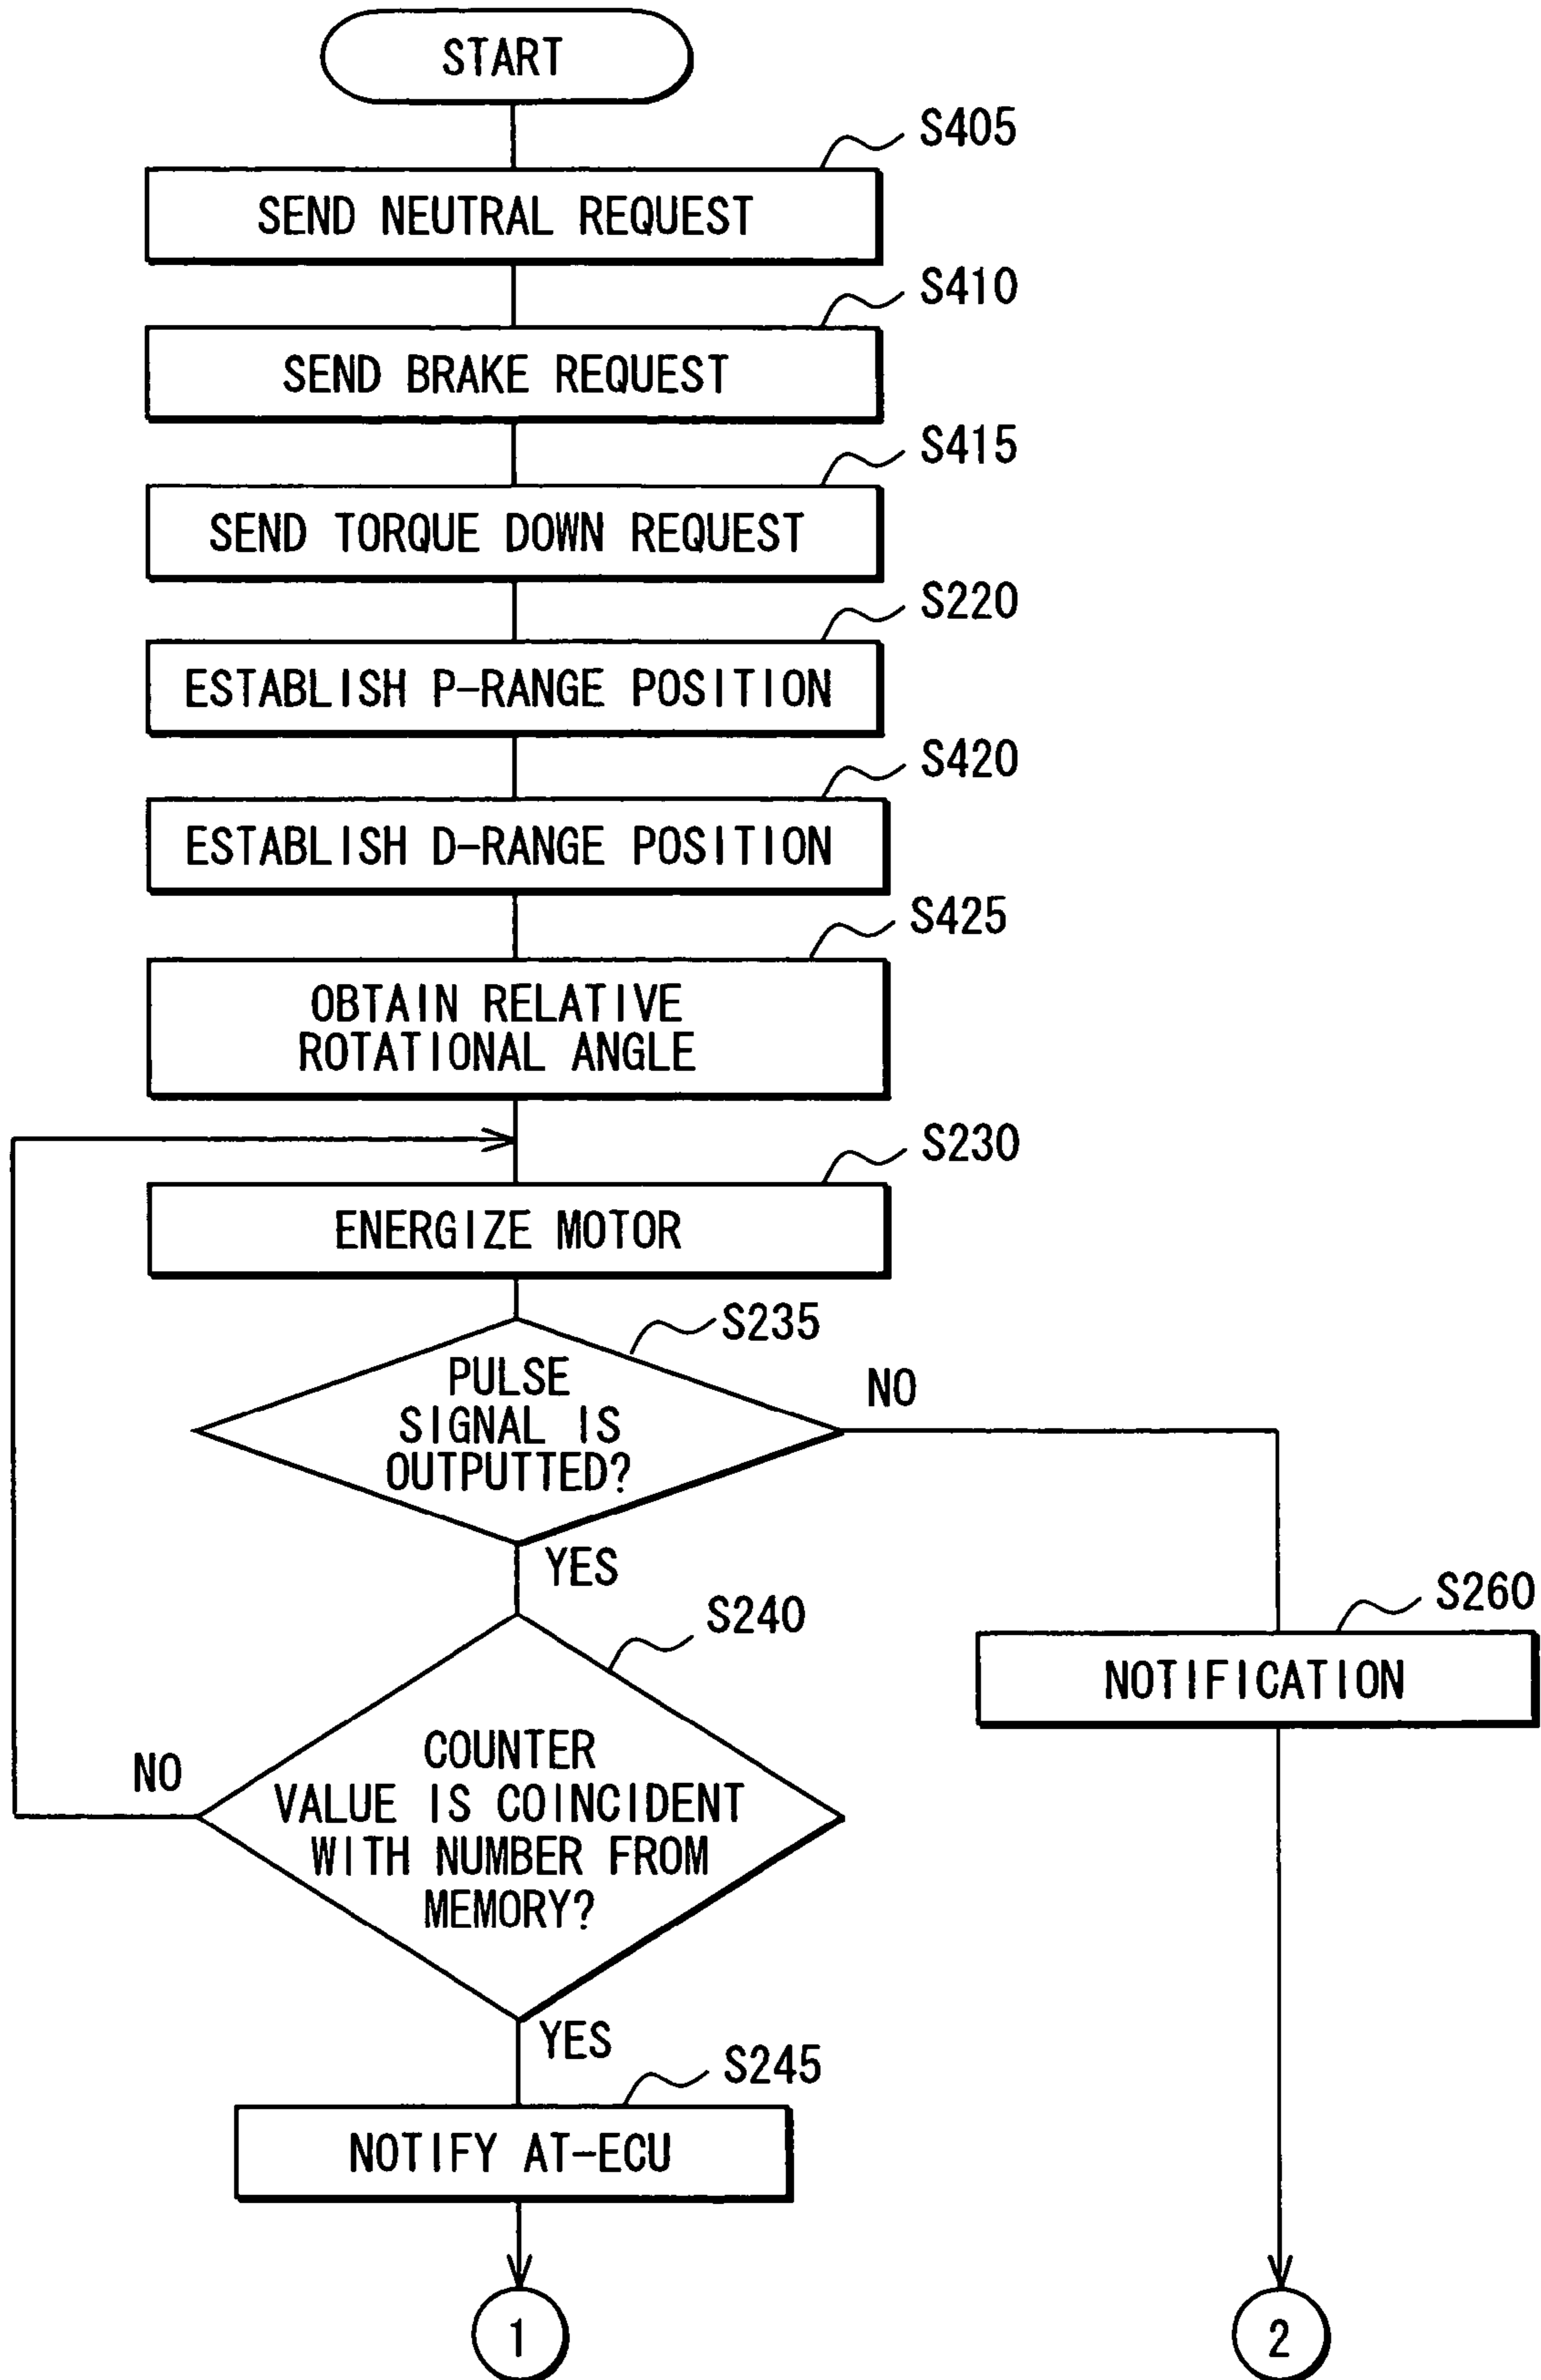 START
S405
SEND NEUTRAL REQUEST
S410
SEND BRAKE REQUEST
S415
SEND TORQUE DOWN REQUEST
S220
ESTABLISH P-RANGE POSITION
S420
ESTABLISH D-RANGE POSITION
S425
OBTAIN RELATIVE
ROTATIONAL ANGLE
S230
ENERGIZE MOTOR
S235
PULSE
SIGNAL IS
OUTPUTTED?
NO
YES
S240
COUNTER
VALUE IS COINCIDENT
WITH NUMBER FROM
MEMORY?
NO
YES
S260
NOTIFICATION
S245
NOTIFY AT-ECU
1
2